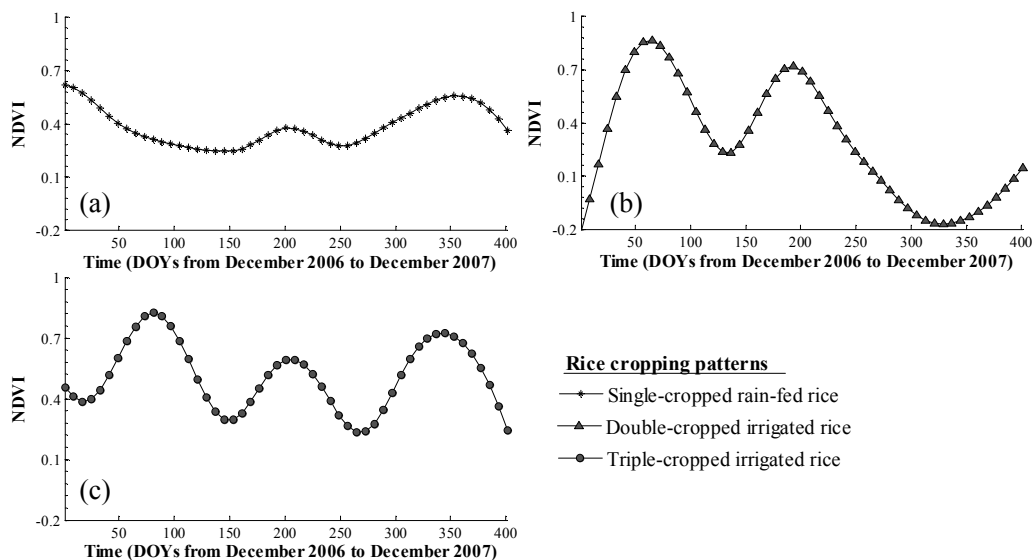 1
0.7
0.4
0.1
-0.2
NDVI
(a)
50 100 150 200 250 300 350 400
Time (DOYs from December 2006 to December 2007)
1
0.7
0.4
0.1
-0.2
NDVI
(b)
50 100 150 200 250 300 350 400
Time (DOYs from December 2006 to December 2007)
1
0.7
0.4
0.1
-0.2
NDVI
(c)
50 100 150 200 250 300 350 400
Time (DOYs from December 2006 to December 2007)
Rice cropping patterns
Single-cropped rain-fed rice
Double-cropped irrigated rice
Triple-cropped irrigated rice